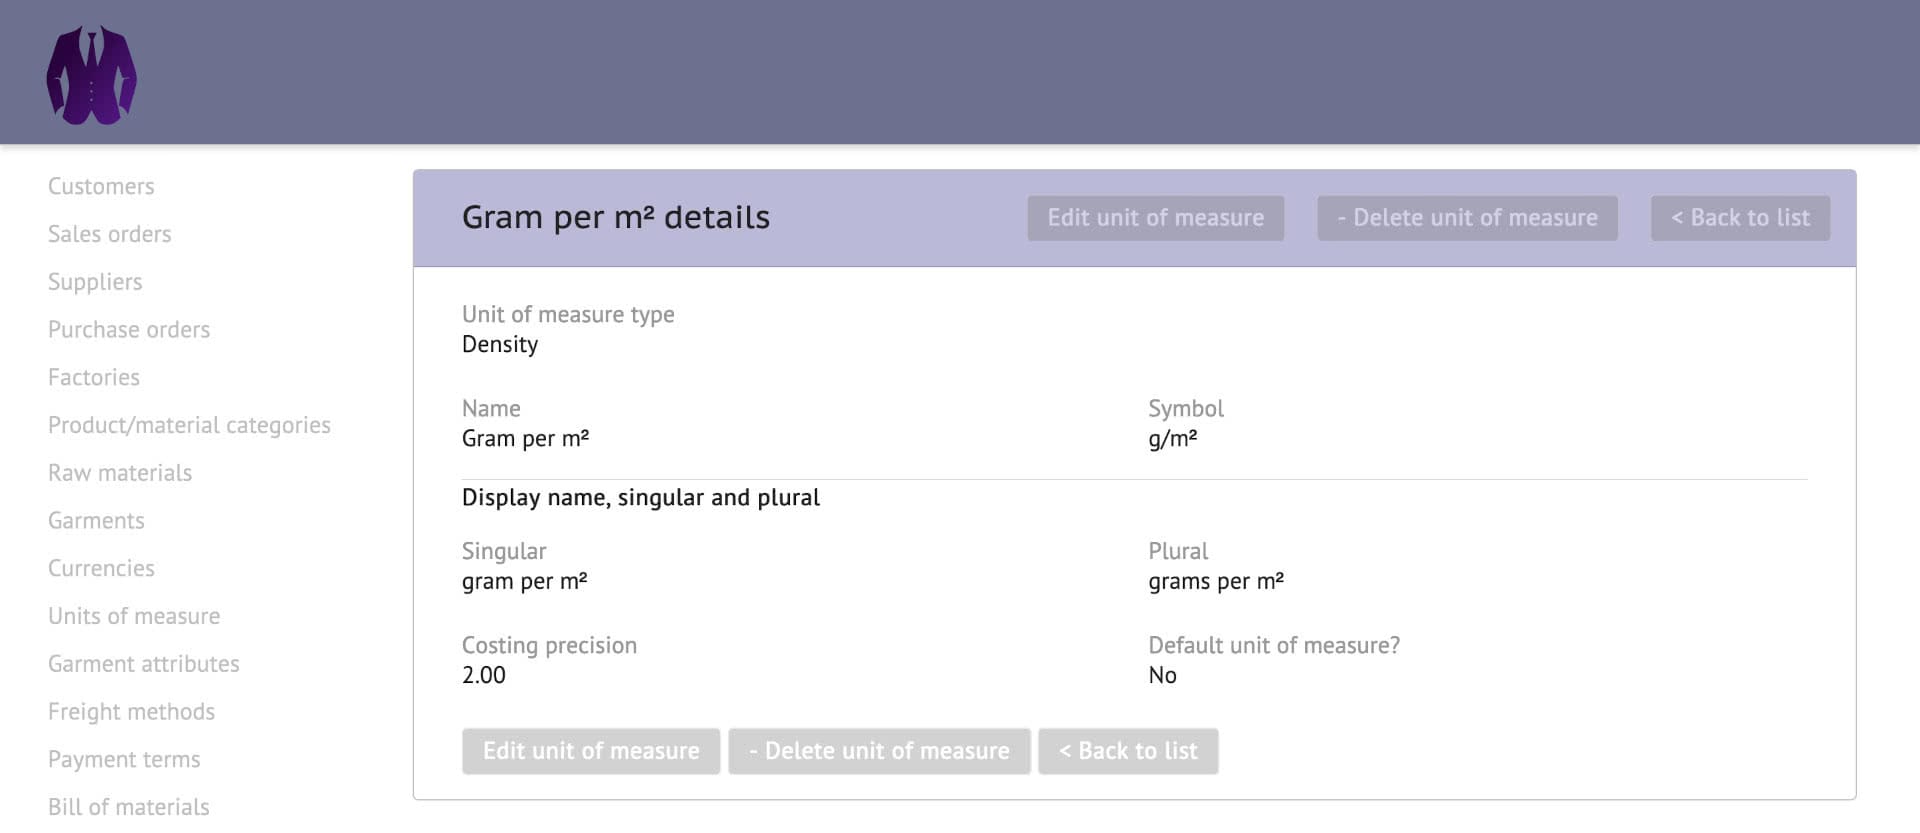 Customers
Sales orders
Suppliers
Purchase orders
Factories
Product/material categories
Raw materials
Garments
Currencies
Units of measure
Garment attributes
Freight methods
Payment terms
Bill of materials
Gram per m² details
Edit unit of measure
- Delete unit of measure
< Back to list
Unit of measure type
Density
Name
Gram per m²
Symbol
g/m²
Display name, singular and plural
Singular
gram per m²
Plural
grams per m²
Costing precision
2.00
Default unit of measure?
No
Edit unit of measure
- Delete unit of measure
< Back to list